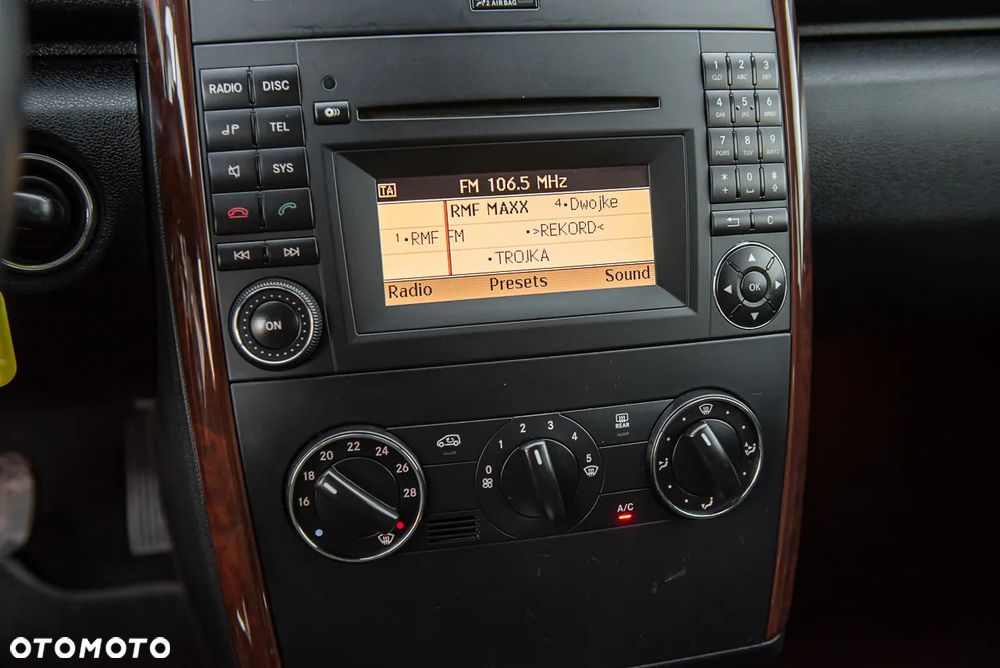 2 AIRBAG
RADIO DISC
TEL
SYS
ON
TA FM 106.5 MHz
RMF MAXX 4•Dwojke
1•RMF FM •>REKORD<
•TROJKA
Radio Presets Sound
1 2 ABC 3 DEF
4 GHI 5 JKL 6 MNO
7 PQRS 8 TUV 9 WXYZ
* 0 #
+
C
OK
16 18 20 22 24 26 28
0 1 2 3 4 5
REAR
A/C
OTOMOTO